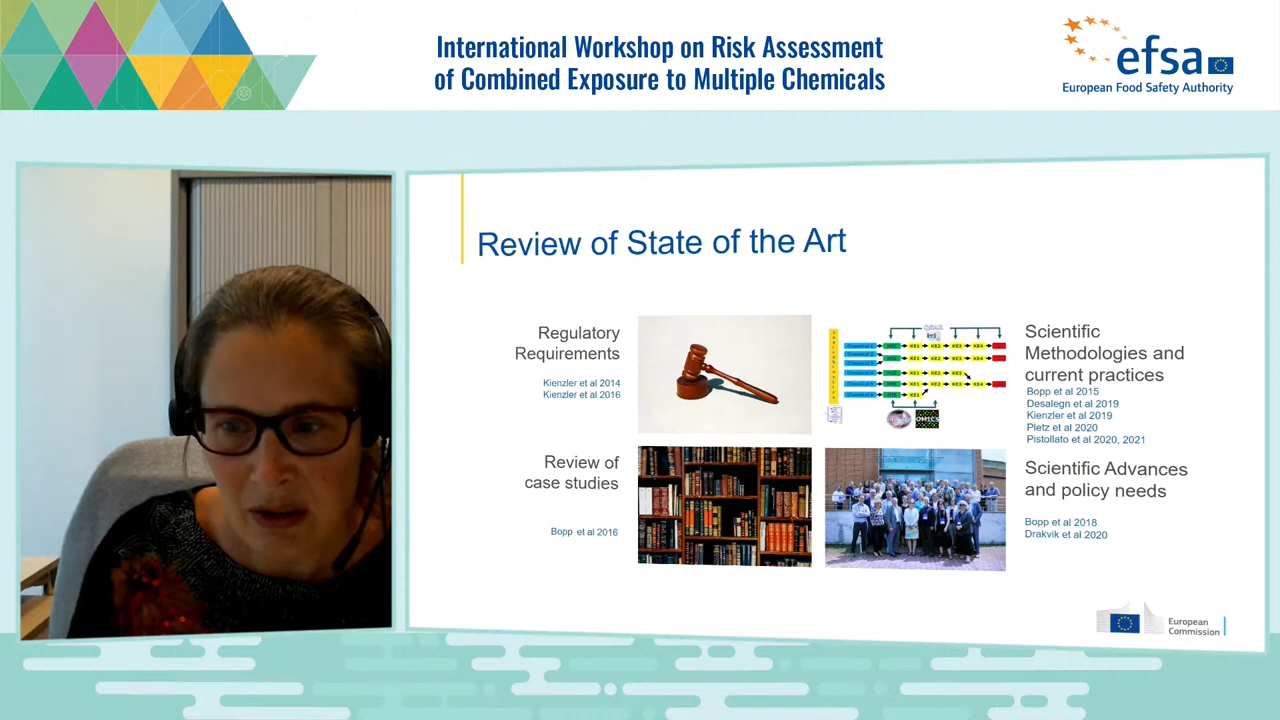 International Workshop on Risk Assessment
of Combined Exposure to Multiple Chemicals
efsa
European Food Safety Authority
Review of State of the Art
Regulatory
Requirements
Kienzler et al 2014
Kienzler et al 2016
Scientific
Methodologies and
current practices
Bopp et al 2015
Desalegn et al 2019
Kienzler et al 2019
Pletz et al 2020
Pistollato et al 2020, 2021
Review of
case studies
Bopp et al 2016
Scientific Advances
and policy needs
Bopp et al 2018
Drakvik et al 2020
OMICS
European
Commission